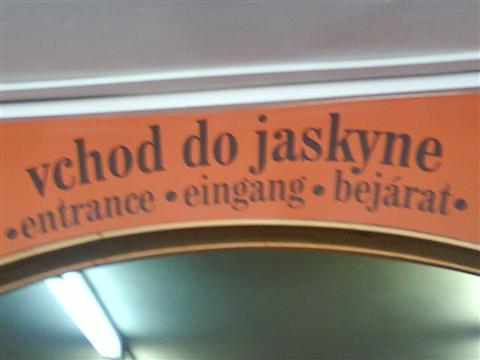 vchod do jaskyne
•entrance •eingang•bejárat•